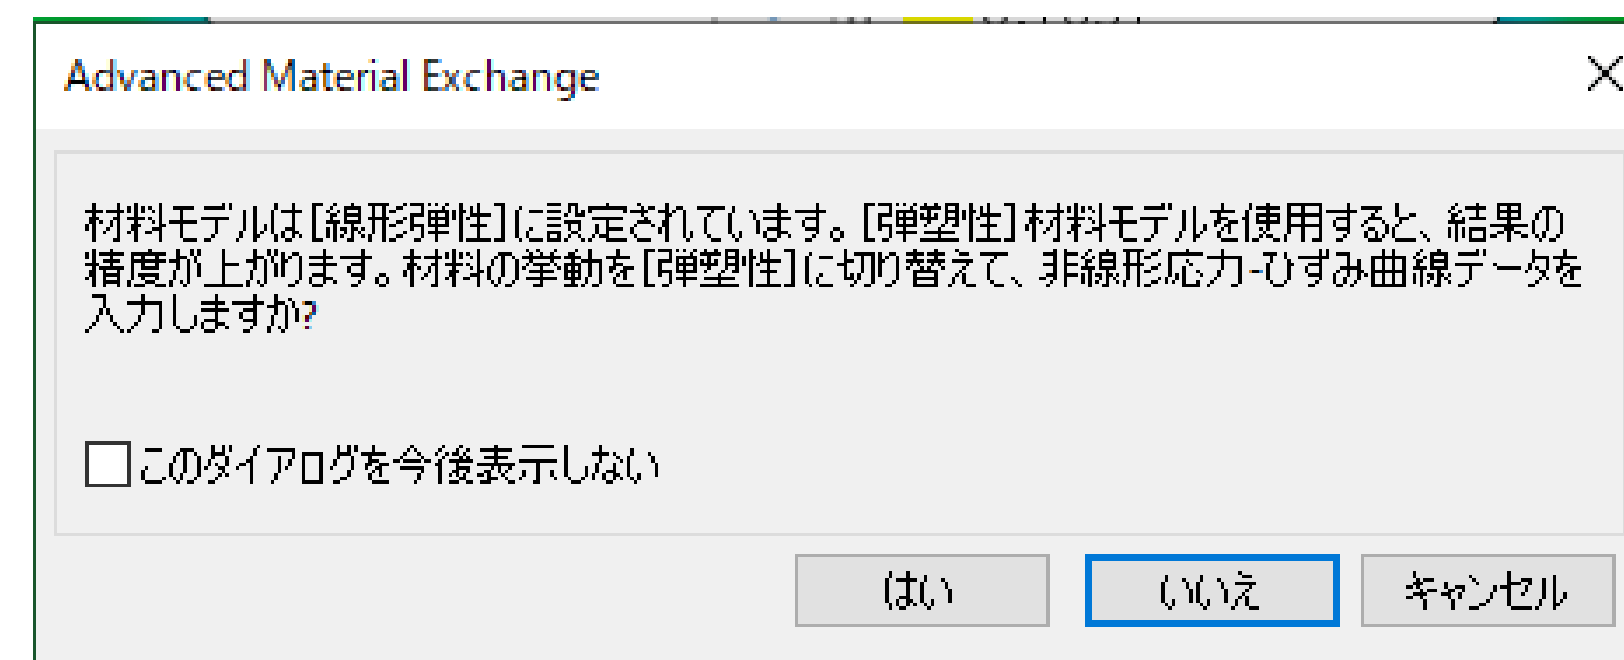 Advanced Material Exchange
材料モデルは[線形弾性]に設定されています。[弾塑性]材料モデルを使用すると、結果の
精度が上がります。材料の挙動を[弾塑性]に切り替えて、非線形応力-ひずみ曲線データを
入力しますか?
このダイアログを今後表示しない
はい いいえ キャンセル